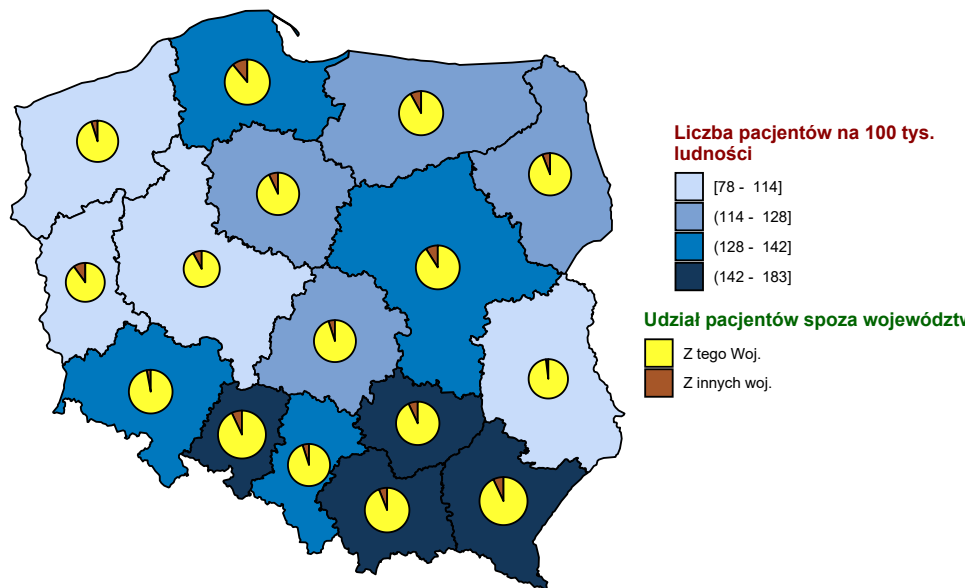 Liczba pacjentów na 100 tys.
ludności
[78 - 114]
(114 - 128]
(128 - 142]
(142 - 183]
Udział pacjentów spoza województw
Z tego Woj.
Z innych woj.